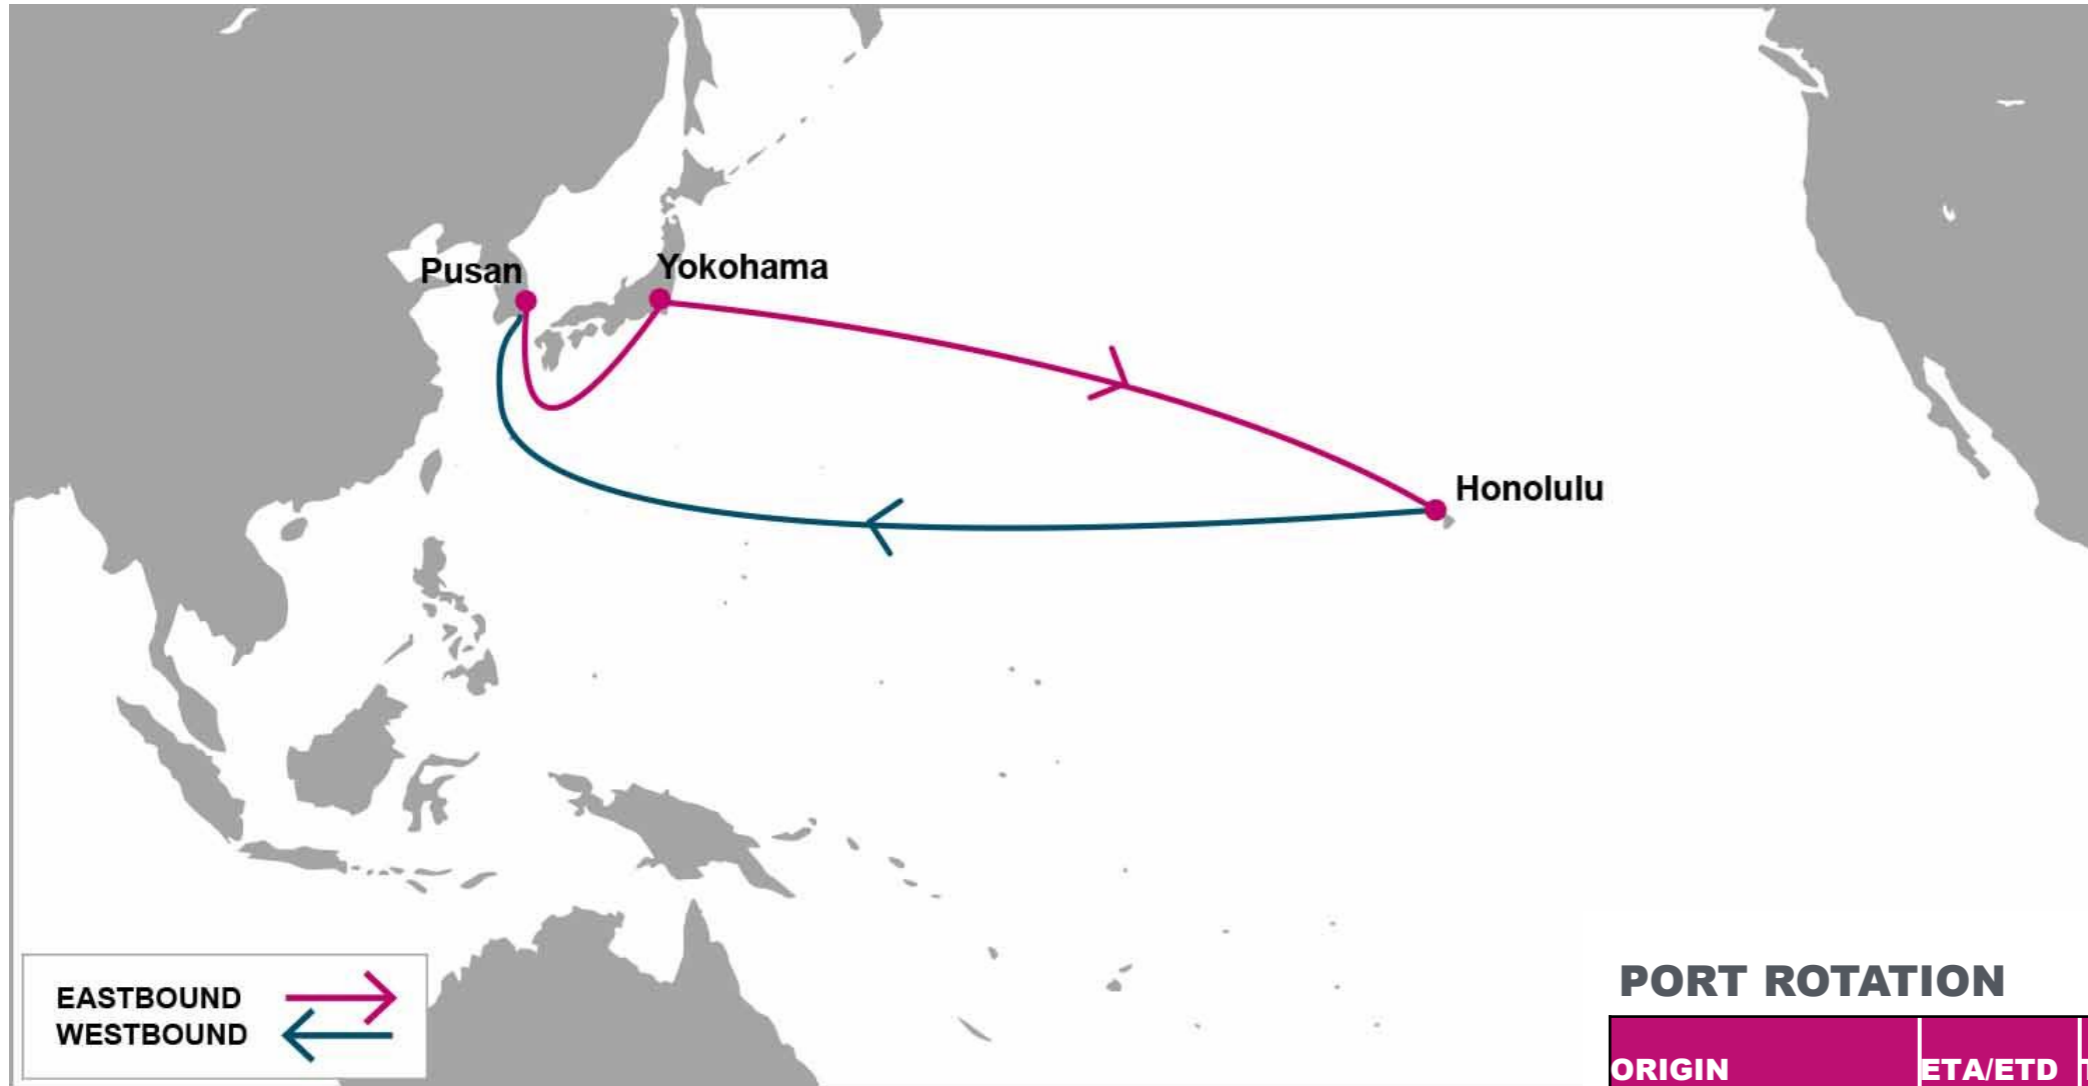 Pusan
Yokohama
Honolulu
EASTBOUND
WESTBOUND
PORT ROTATION
ORIGIN ETA/ETD